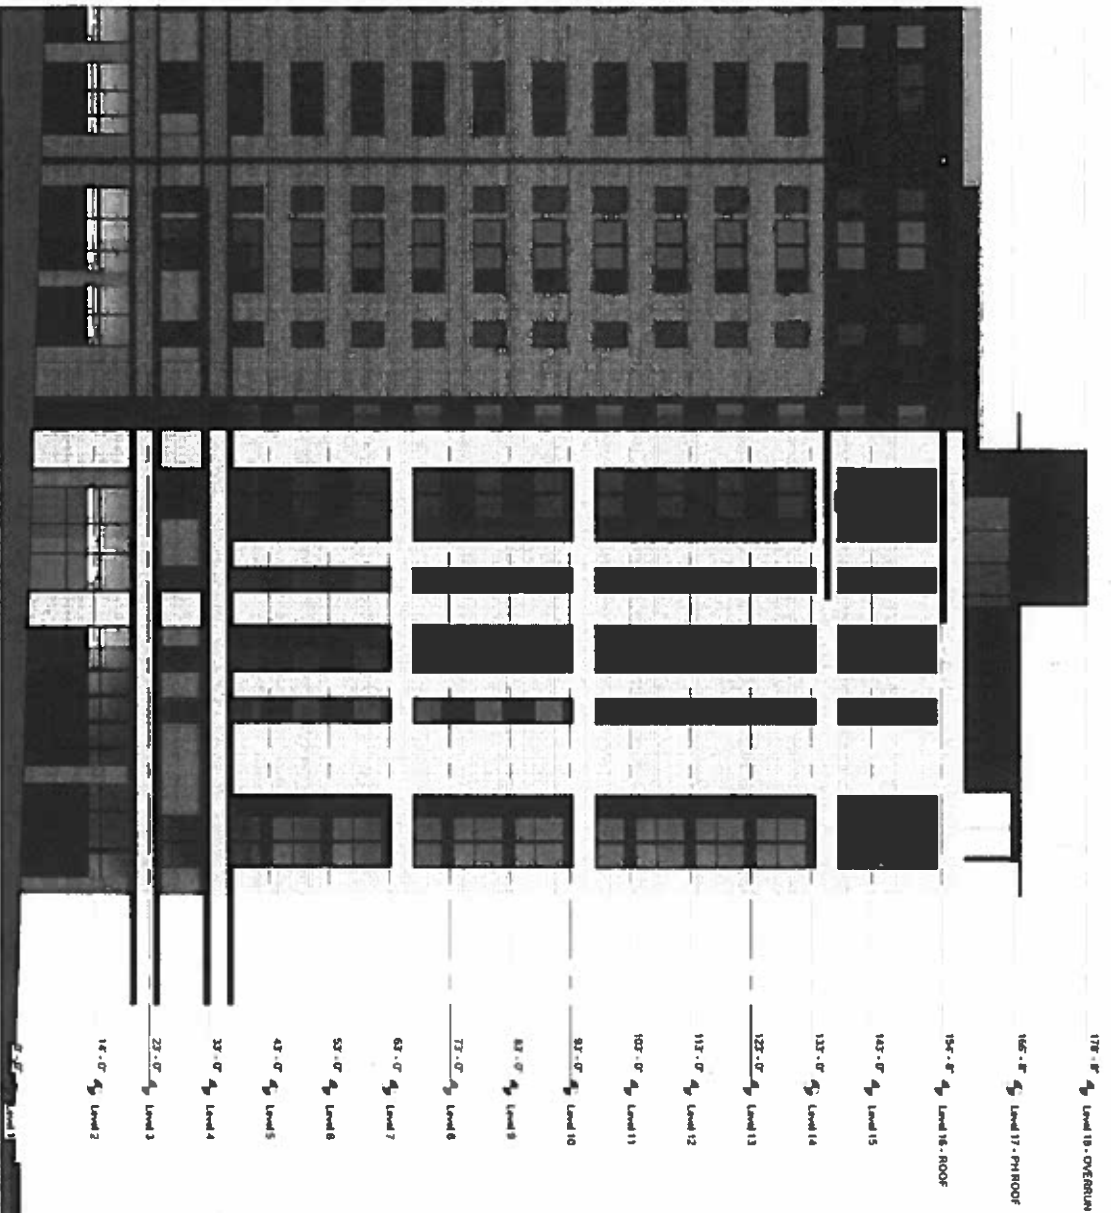 178' - 8" Level 18 - OVERRUN
166' - 8" Level 17 - PH ROOF
154' - 8" Level 16 - ROOF
143' - 0" Level 15
133' - 0" Level 14
123' - 0" Level 13
113' - 0" Level 12
103' - 0" Level 11
93' - 0" Level 10
83' - 0" Level 9
73' - 0" Level 8
63' - 0" Level 7
53' - 0" Level 6
43' - 0" Level 5
33' - 0" Level 4
23' - 0" Level 3
14' - 0" Level 2
Level 1